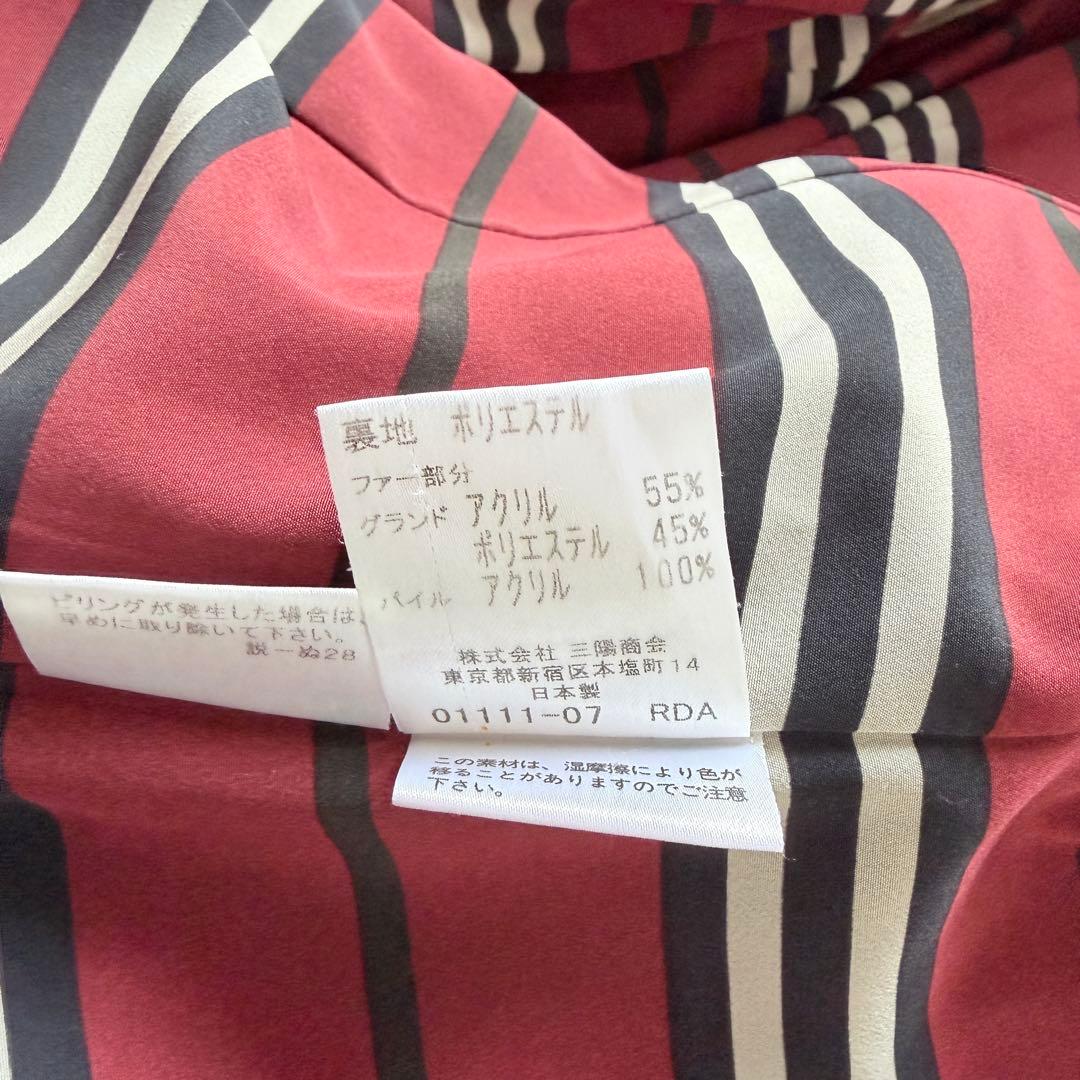 裏地 ポリエステル
ファー部分
グランド アクリル 55%
ポリエステル 45%
パイル アクリル 100%
株式会社 三陽商会
東京都新宿区本塩町14
日本製
01111-07 RDA
ピリングが発生した場合は、
早めに取り除いて下さい。
説ーぬ28
この素材は、湿摩擦により色が
移ることがありますのでご注意
下さい。